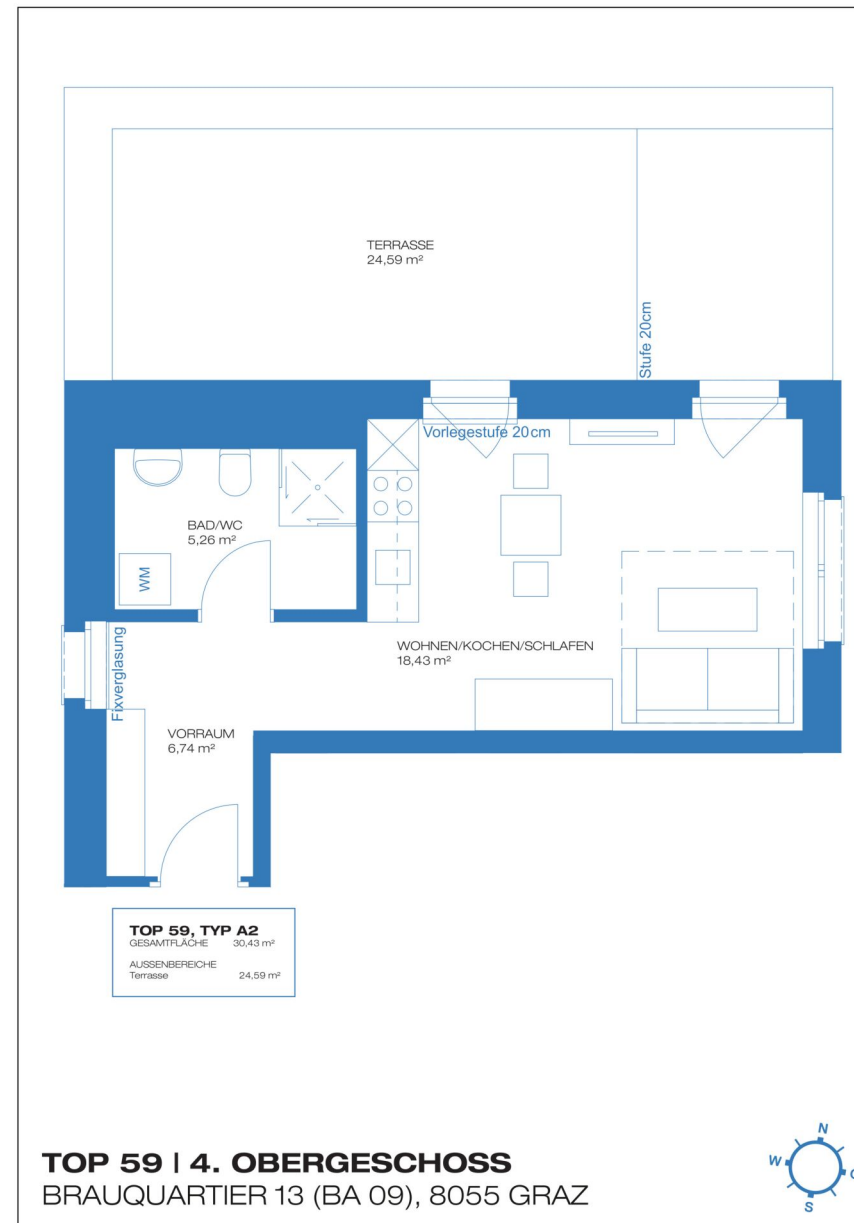 TERRASSE
24,59 m²
Stufe 20cm
Vorlegestufe 20cm
BAD/WC
5,26 m²
WM
WOHNEN/KOCHEN/SCHLAFEN
18,43 m²
Fixverglasung
VORRAUM
6,74 m²
TOP 59, TYP A2
GESAMTFLÄCHE 30,43 m²
AUSSENBEREICHE
Terrasse 24,59 m²
TOP 59 | 4. OBERGESCHOSS
BRAUQUARTIER 13 (BA 09), 8055 GRAZ
N
W
S